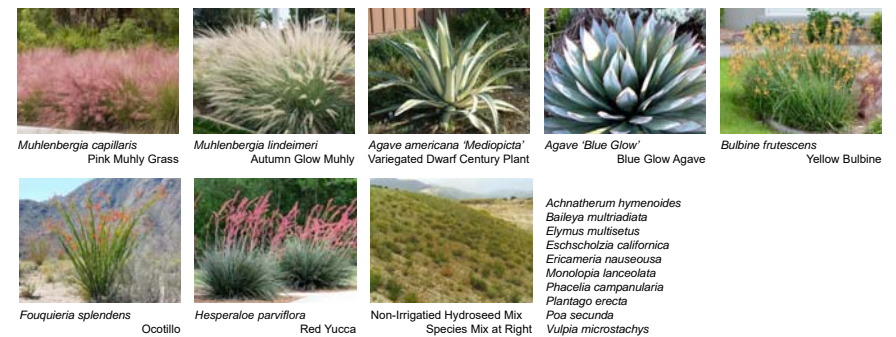 Muhlenbergia capillaris
Pink Muhly Grass
Muhlenbergia lindeimeri
Autumn Glow Muhly
Agave americana ‘Mediopicta’
Variegated Dwarf Century Plant
Agave ‘Blue Glow’
Blue Glow Agave
Bulbine frutescens
Yellow Bulbine
Fouquieria splendens
Ocotillo
Hesperaloe parviflora
Red Yucca
Non-Irrigatied Hydroseed Mix
Species Mix at Right
Achnatherum hymenoides
Baileya multriadiata
Elymus multisetus
Eschscholzia californica
Ericameria nauseousa
Monolopia lanceolata
Phacelia campanularia
Plantago erecta
Poa secunda
Vulpia microstachys